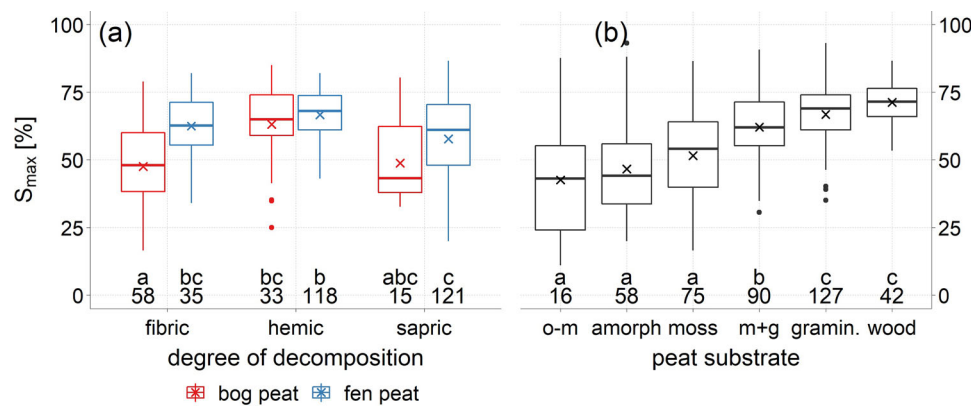 (a)
(b)
100 100
75 75
S_max [%]
50 50
25 25
a bc bc b abc c a a a b c c
0 58 35 33 118 15 121 16 58 75 90 127 42 0
fibric hemic sapric o-m amorph moss m+g gramin. wood
degree of decomposition peat substrate
bog peat fen peat